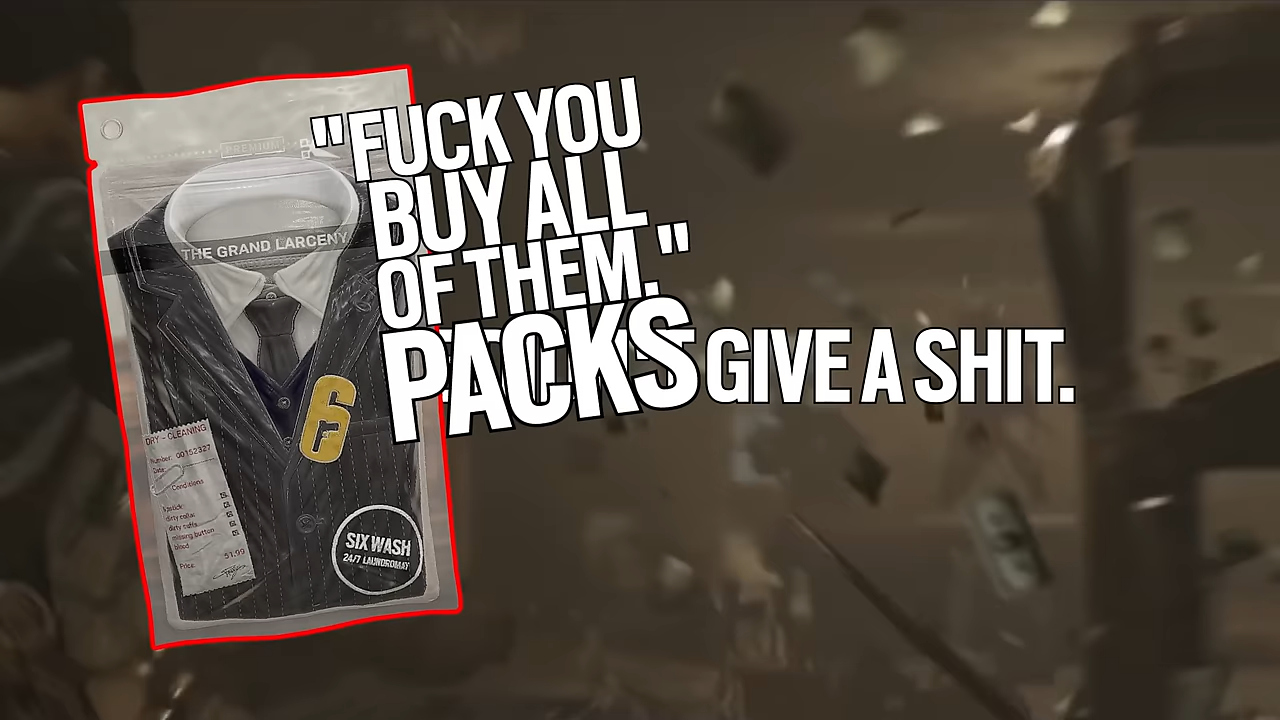 PREMIUM
THE GRAND LARCENY
"FUCK YOU
BUY ALL
OF THEM."
PACKS
GIVE A SHIT.
6
DRY - CLEANING
Number: 00152327
Date:
Conditions
lipstick
dirty collar
dirty cuffs
missing button
blood
Price: $1.99
SIX WASH
24/7 LAUNDROMAY